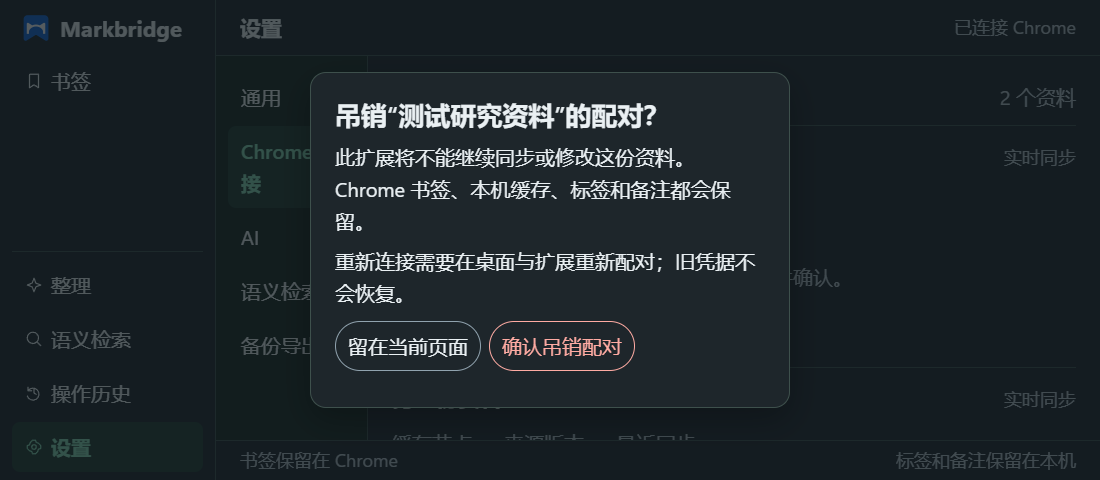 Markbridge
设置
已连接 Chrome
书签
整理
语义检索
操作历史
设置
通用
Chrome
接
AI
语义检索
备份导出
2 个资料
实时同步
吊销“测试研究资料”的配对？
此扩展将不能继续同步或修改这份资料。
Chrome 书签、本机缓存、标签和备注都会保
留。
重新连接需要在桌面与扩展重新配对；旧凭据不
会恢复。
留在当前页面
确认吊销配对
确认。
实时同步
书签保留在 Chrome
标签和备注保留在本机